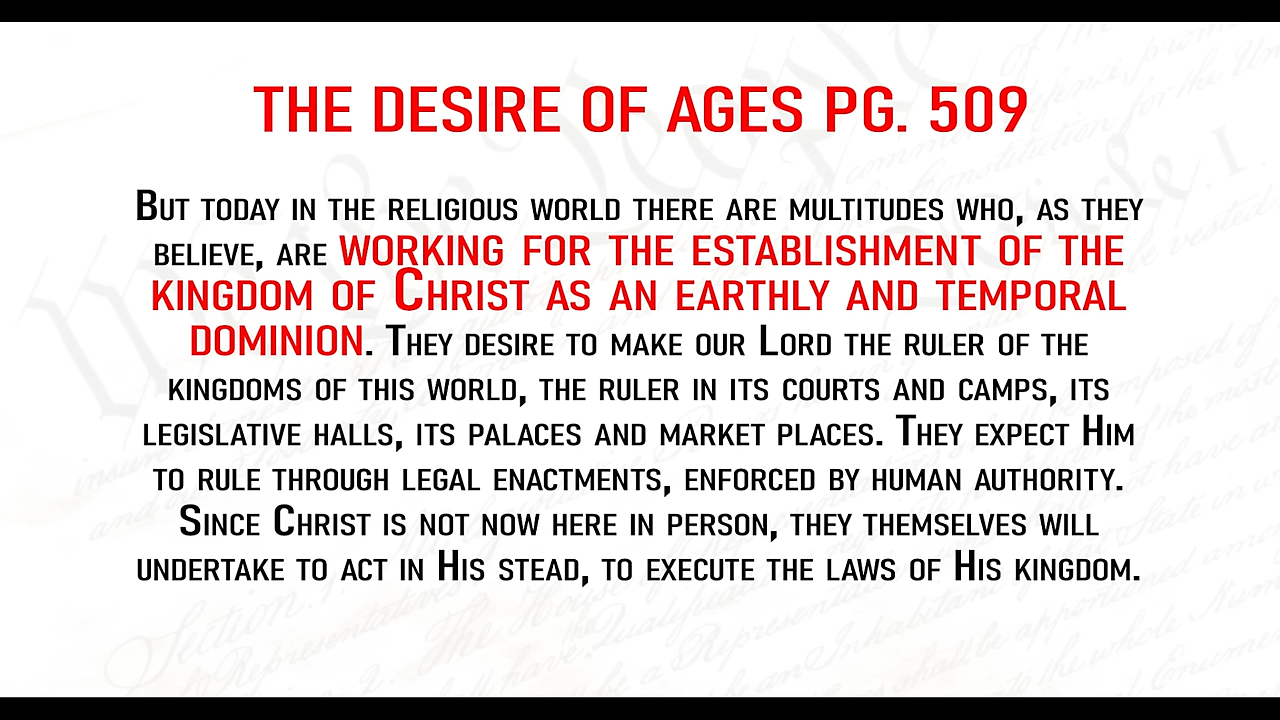 THE DESIRE OF AGES PG. 509
But today in the religious world there are multitudes who, as they
believe, are working for the establishment of the
kingdom of Christ as an earthly and temporal
dominion. They desire to make our Lord the ruler of the
kingdoms of this world, the ruler in its courts and camps, its
legislative halls, its palaces and market places. They expect Him
to rule through legal enactments, enforced by human authority.
Since Christ is not now here in person, they themselves will
undertake to act in His stead, to execute the laws of His kingdom.
We the People
Article I
Section